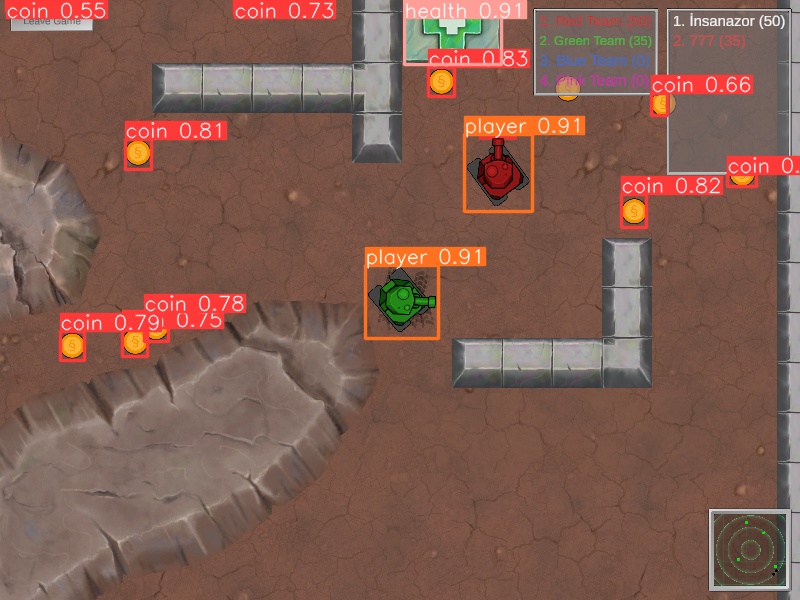 coin 0.55
coin 0.73
health 0.91
Leave Game
1. Red Team (50)
2. Green Team (35)
3. Blue Team (0)
4. Pink Team (0)
1. İnsanazor (50)
2. 777 (35)
coin 0.83
coin 0.66
coin 0.81
player 0.91
coin 0.
coin 0.82
player 0.91
coin 0.78
coin 0.79
0.75